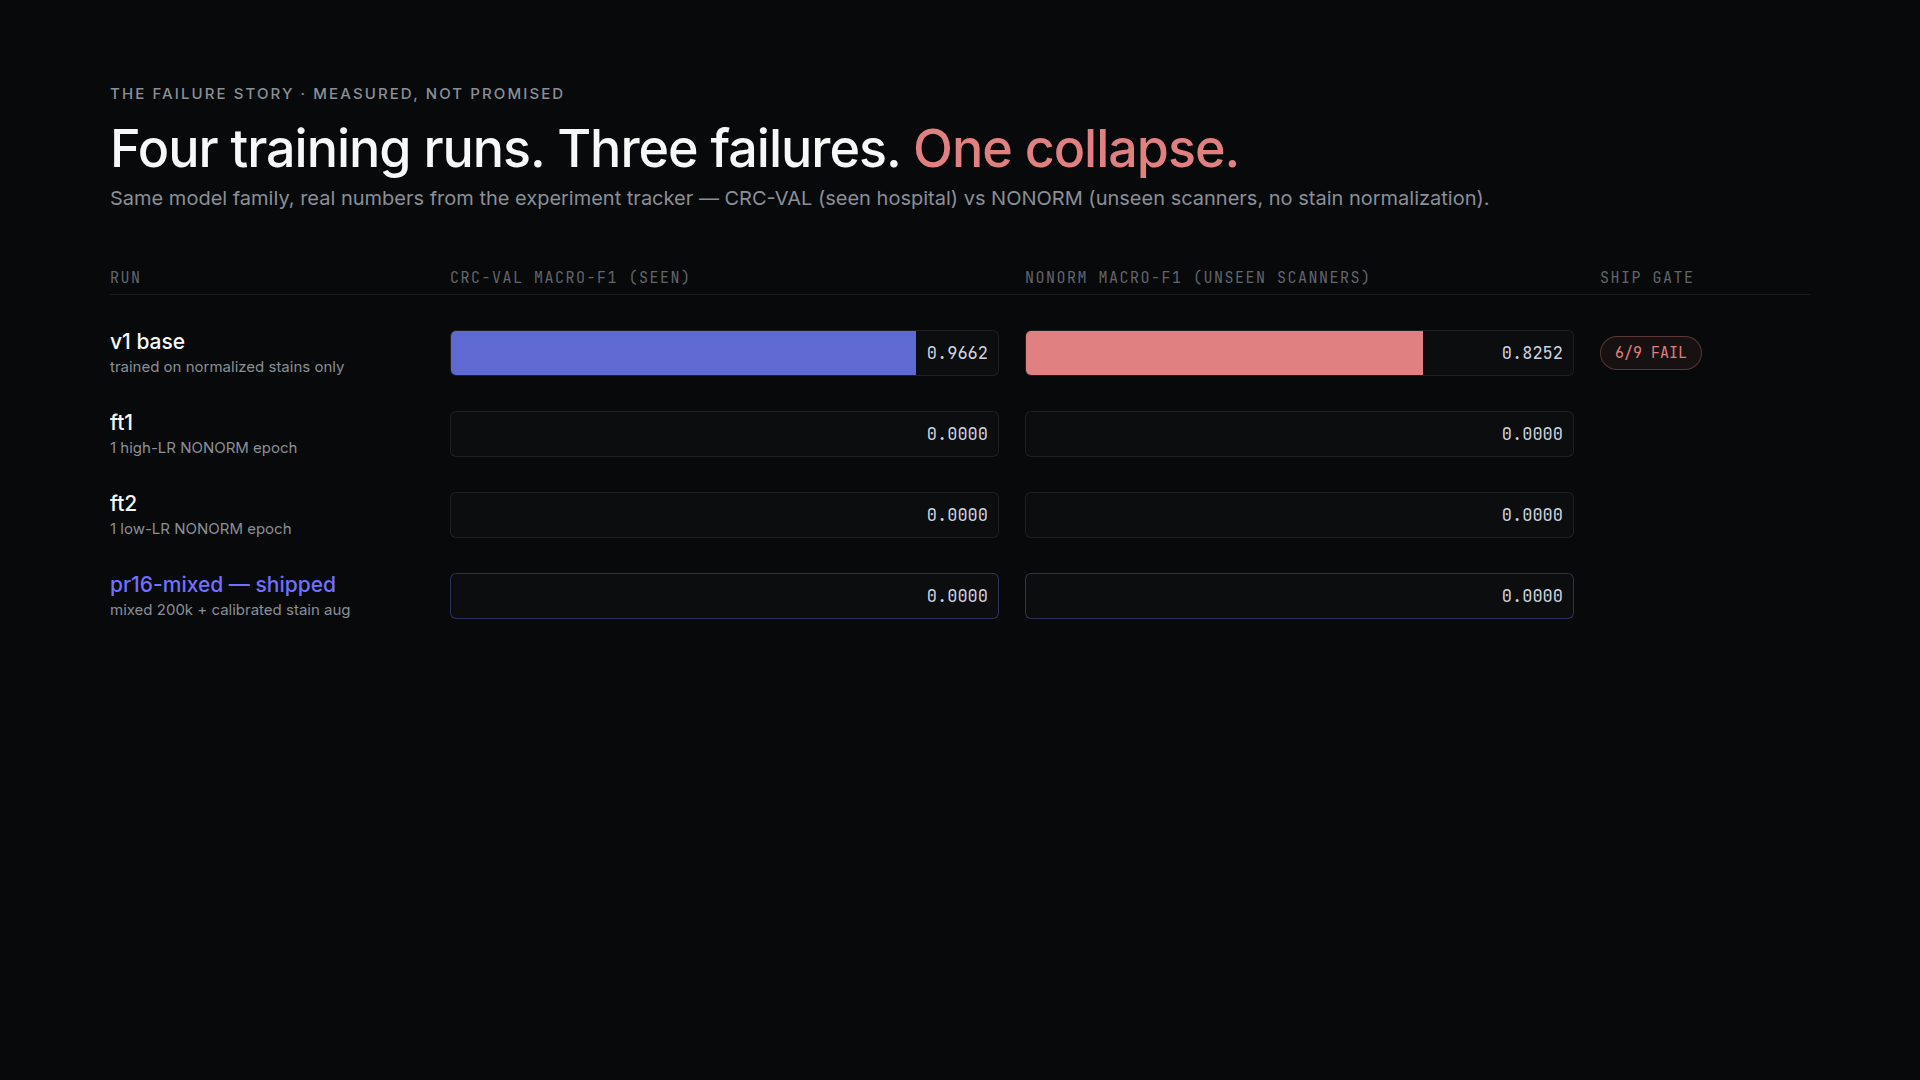 THE FAILURE STORY · MEASURED, NOT PROMISED
Four training runs. Three failures. One collapse.
Same model family, real numbers from the experiment tracker — CRC-VAL (seen hospital) vs NONORM (unseen scanners, no stain normalization).
RUN CRC-VAL MACRO-F1 (SEEN) NONORM MACRO-F1 (UNSEEN SCANNERS) SHIP GATE
v1 base
trained on normalized stains only
0.9662 0.8252 6/9 FAIL
ft1
1 high-LR NONORM epoch
0.0000 0.0000
ft2
1 low-LR NONORM epoch
0.0000 0.0000
pr16-mixed — shipped
mixed 200k + calibrated stain aug
0.0000 0.0000